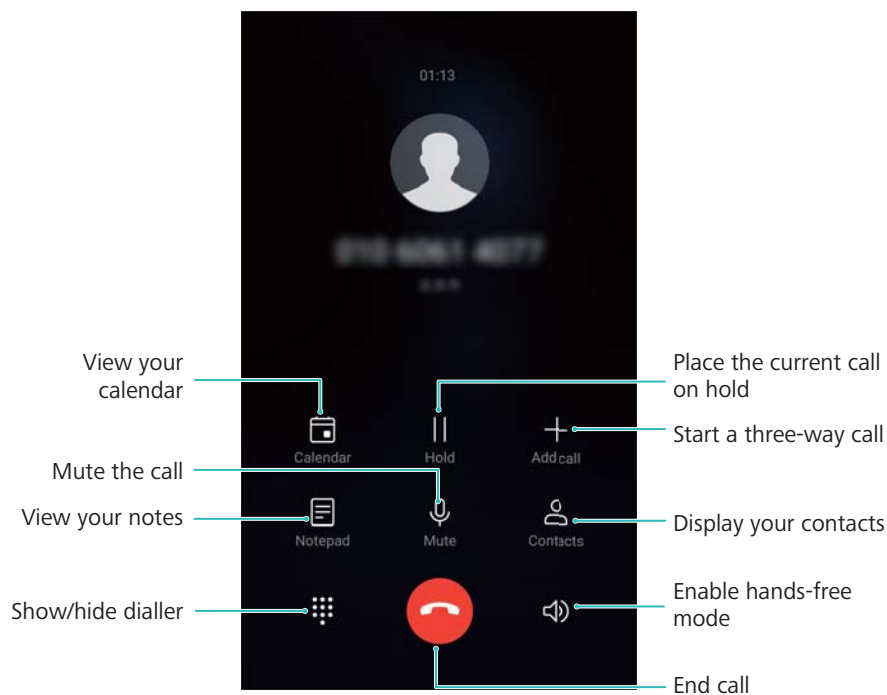 01:13
View your
calendar
Place the current call
on hold
Start a three-way call
Calendar
Hold
Add call
Mute the call
View your notes
Display your contacts
Notepad
Mute
Contacts
Show/hide dialler
Enable hands-free
mode
End call